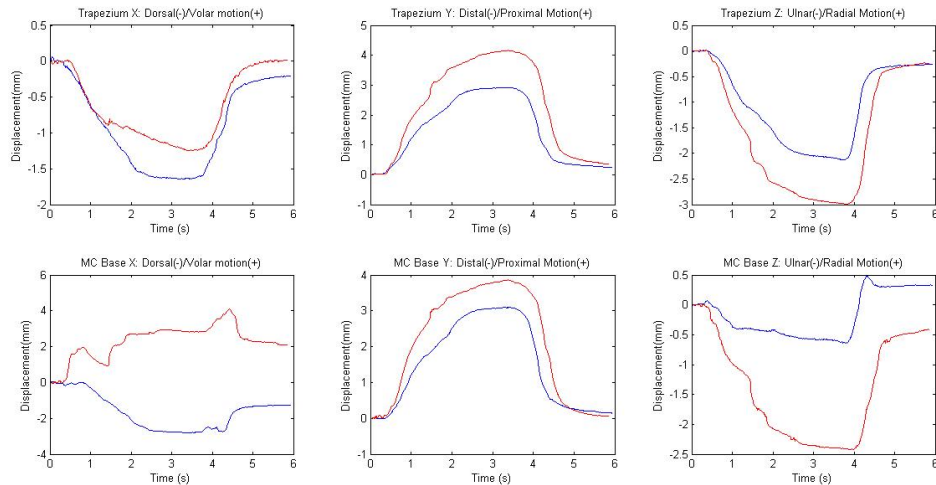 Trapezium X: Dorsal(-)/Volar motion(+)
0.5
0
-0.5
-1
-1.5
-2
Displacement(mm)
0 1 2 3 4 5 6
Time (s)
Trapezium Y: Distal(-)/Proximal Motion(+)
5
4
3
2
1
0
-1
Displacement(mm)
0 1 2 3 4 5 6
Time (s)
Trapezium Z: Ulnar(-)/Radial Motion(+)
0.5
0
-0.5
-1
-1.5
-2
-2.5
-3
Displacement(mm)
0 1 2 3 4 5 6
Time (s)
MC Base X: Dorsal(-)/Volar motion(+)
6
4
2
0
-2
-4
Displacement(mm)
0 1 2 3 4 5 6
Time (s)
MC Base Y: Distal(-)/Proximal Motion(+)
4
3
2
1
0
-1
Displacement(mm)
0 1 2 3 4 5 6
Time (s)
MC Base Z: Ulnar(-)/Radial Motion(+)
0.5
0
-0.5
-1
-1.5
-2
-2.5
Displacement(mm)
0 1 2 3 4 5 6
Time (s)